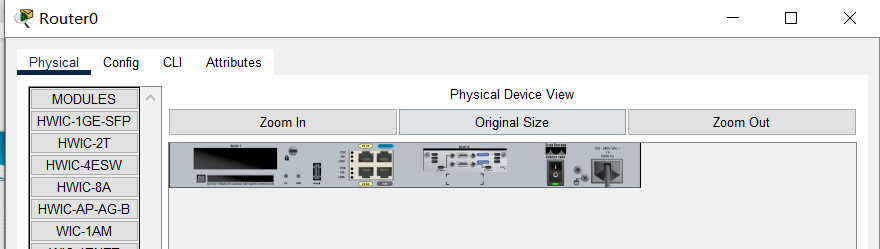 Router0
Physical Config CLI Attributes
MODULES
HWIC-1GE-SFP
HWIC-2T
HWIC-4ESW
HWIC-8A
HWIC-AP-AG-B
WIC-1AM
Physical Device View
Zoom In Original Size Zoom Out